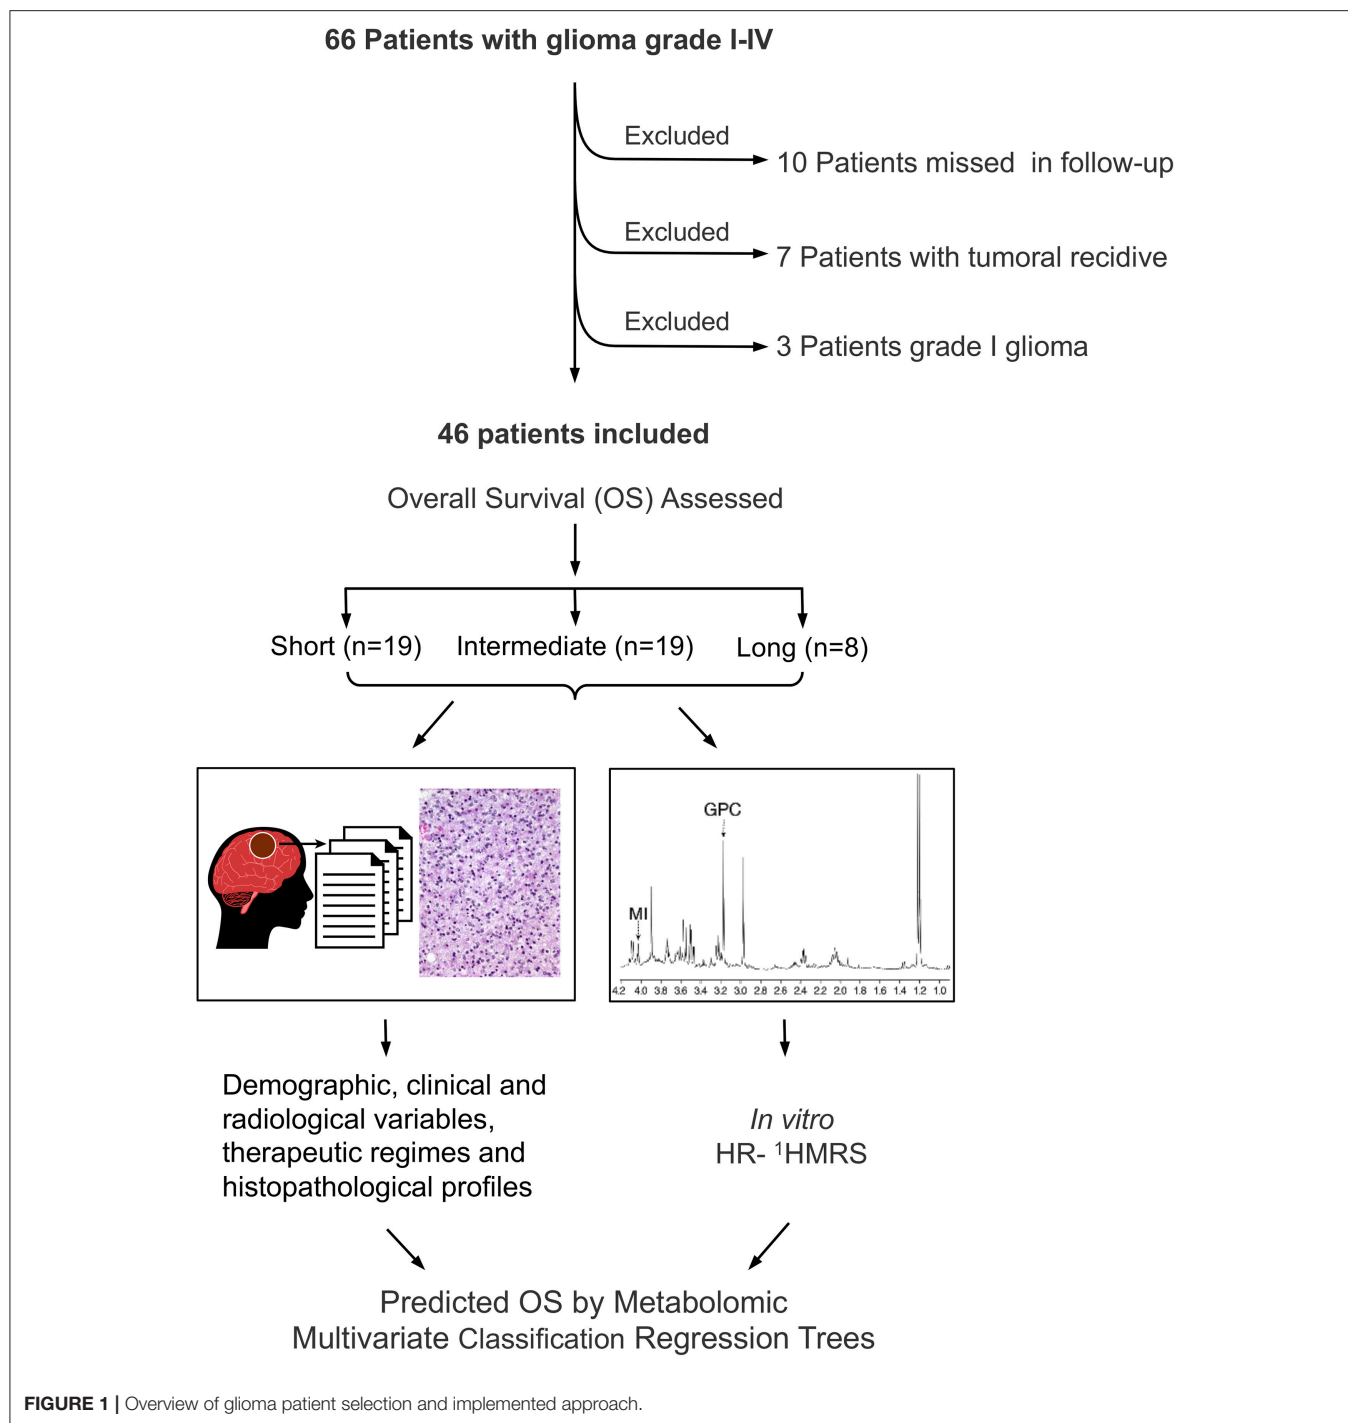 66 Patients with glioma grade I-IV
Excluded
10 Patients missed in follow-up
Excluded
7 Patients with tumoral recidive
Excluded
3 Patients grade I glioma
46 patients included
Overall Survival (OS) Assessed
Short (n=19) Intermediate (n=19) Long (n=8)
GPC
MI
4.2 4.0 3.8 3.6 3.4 3.2 3.0 2.8 2.6 2.4 2.2 2.0 1.8 1.6 1.4 1.2 1.0
Demographic, clinical and
radiological variables,
therapeutic regimes and
histopathological profiles
In vitro
HR- ¹HMRS
Predicted OS by Metabolomic
Multivariate Classification Regression Trees
FIGURE 1 | Overview of glioma patient selection and implemented approach.